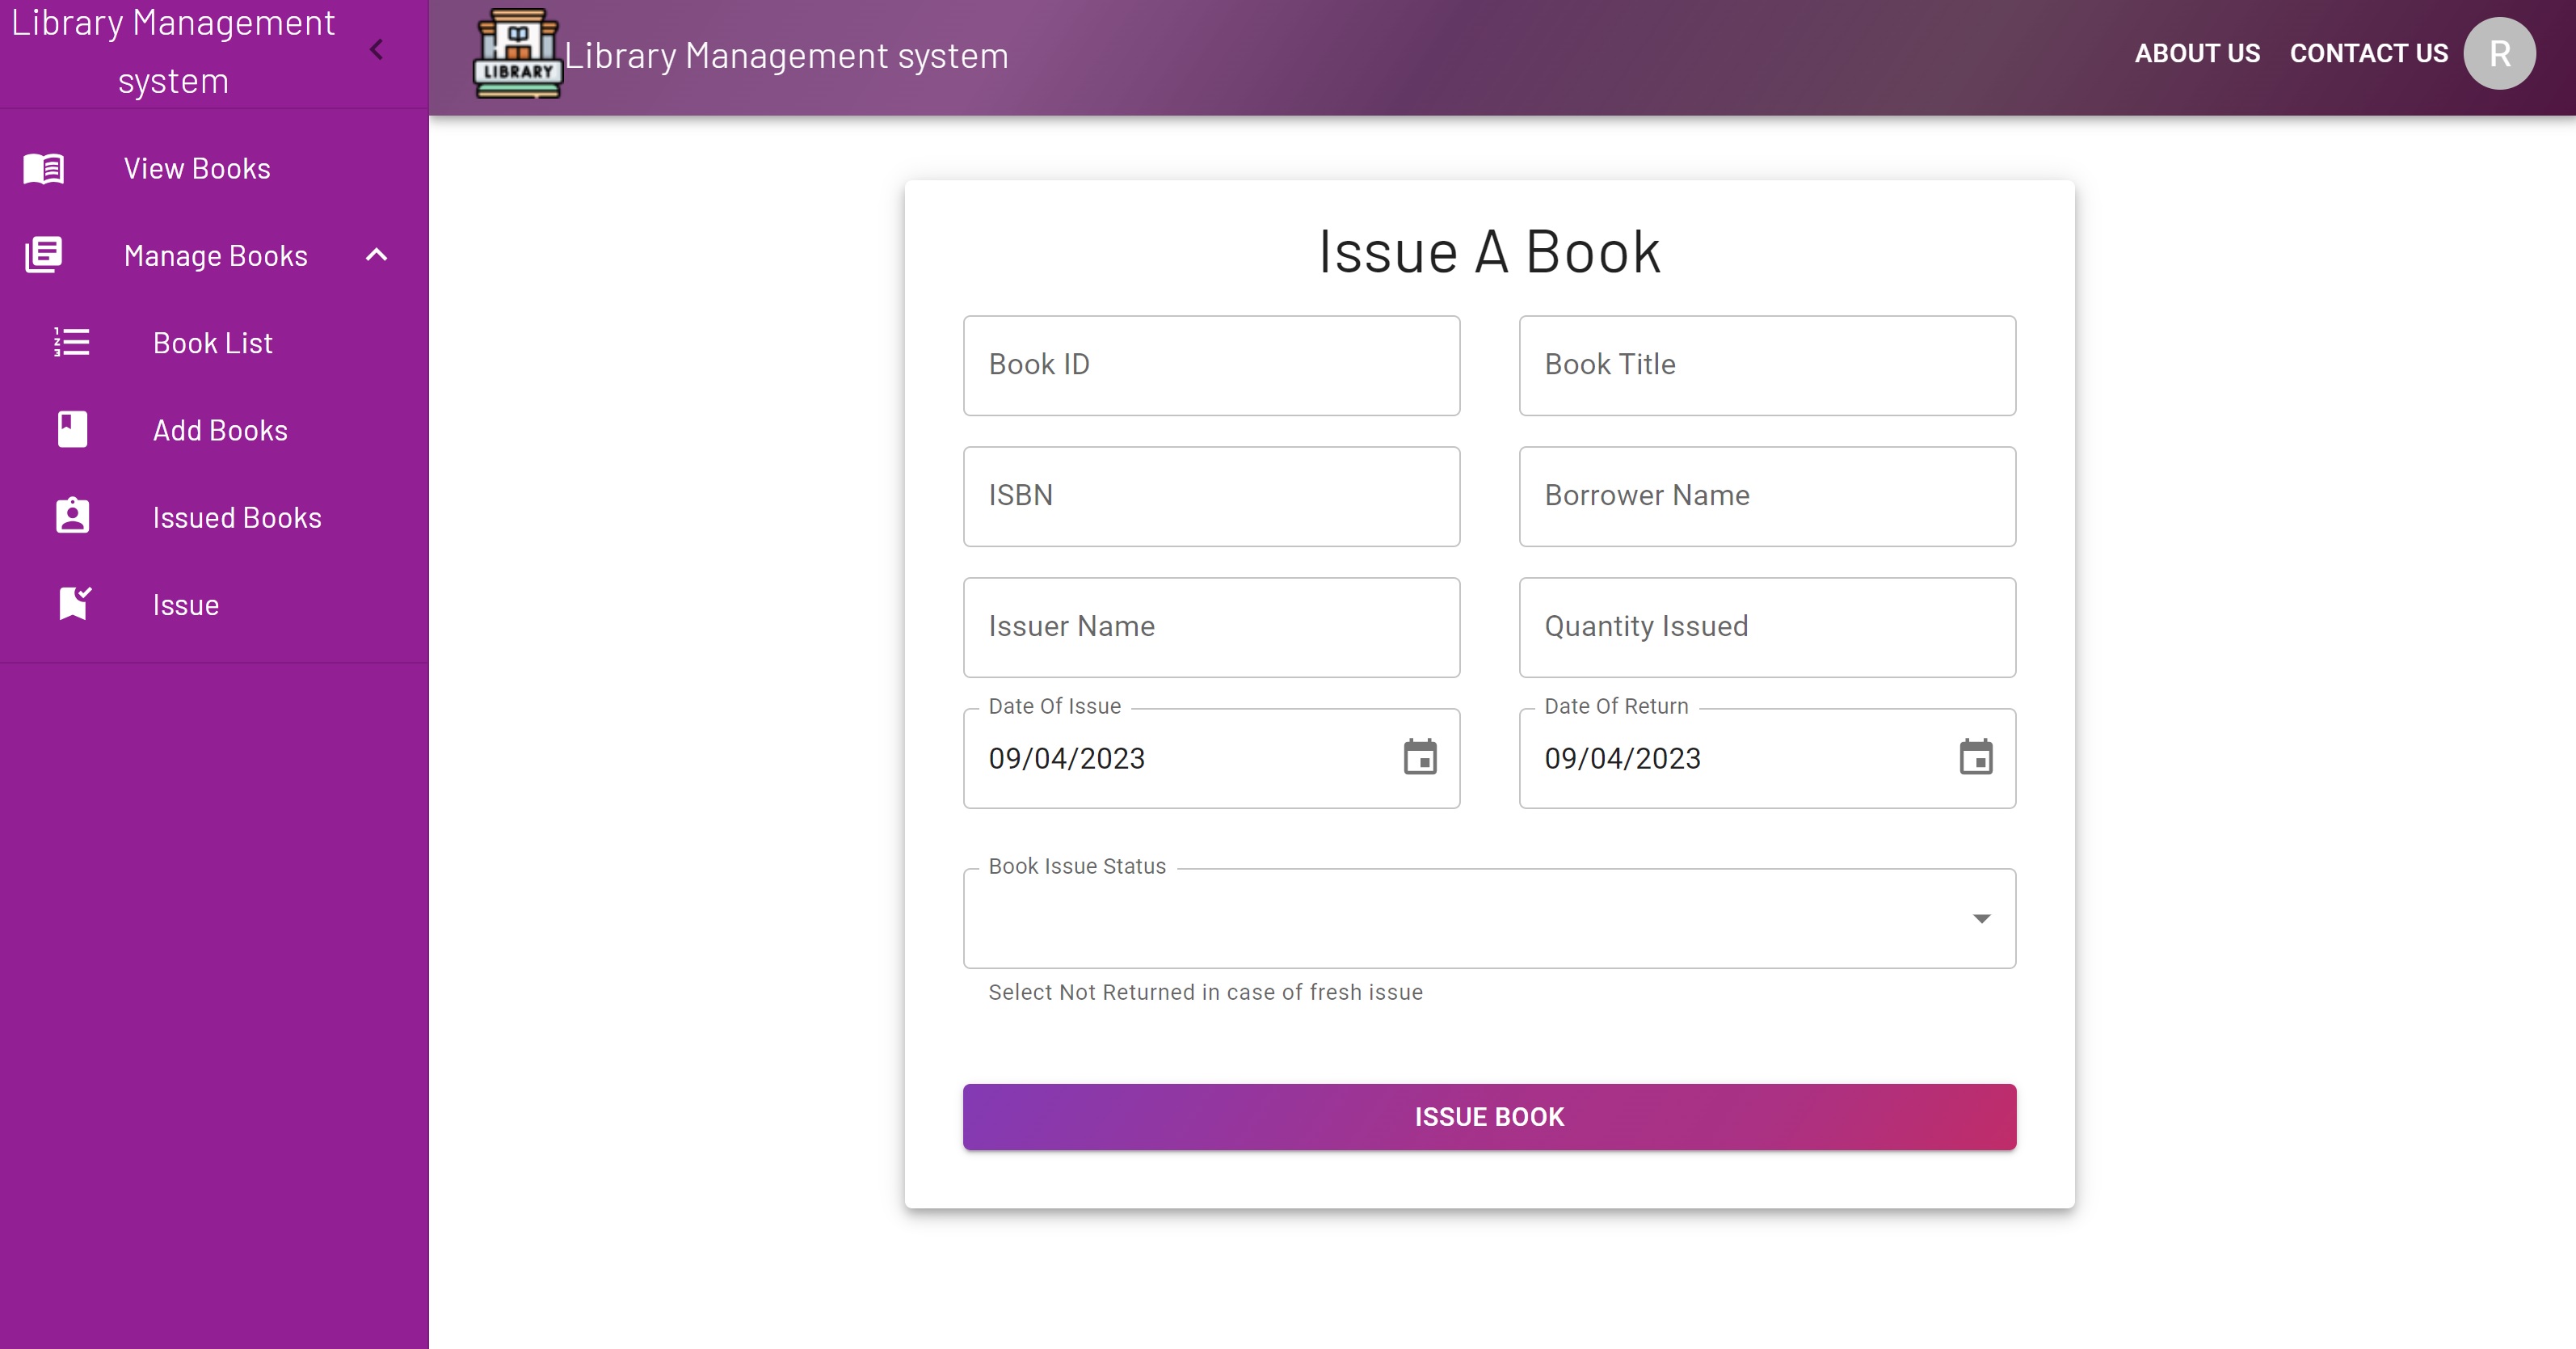 Library Management
system
View Books
Manage Books
Book List
Add Books
Issued Books
Issue
LIBRARY
Library Management system
ABOUT US
CONTACT US
R
Issue A Book
Book ID
Book Title
ISBN
Borrower Name
Issuer Name
Quantity Issued
Date Of Issue
09/04/2023
Date Of Return
09/04/2023
Book Issue Status
Select Not Returned in case of fresh issue
ISSUE BOOK